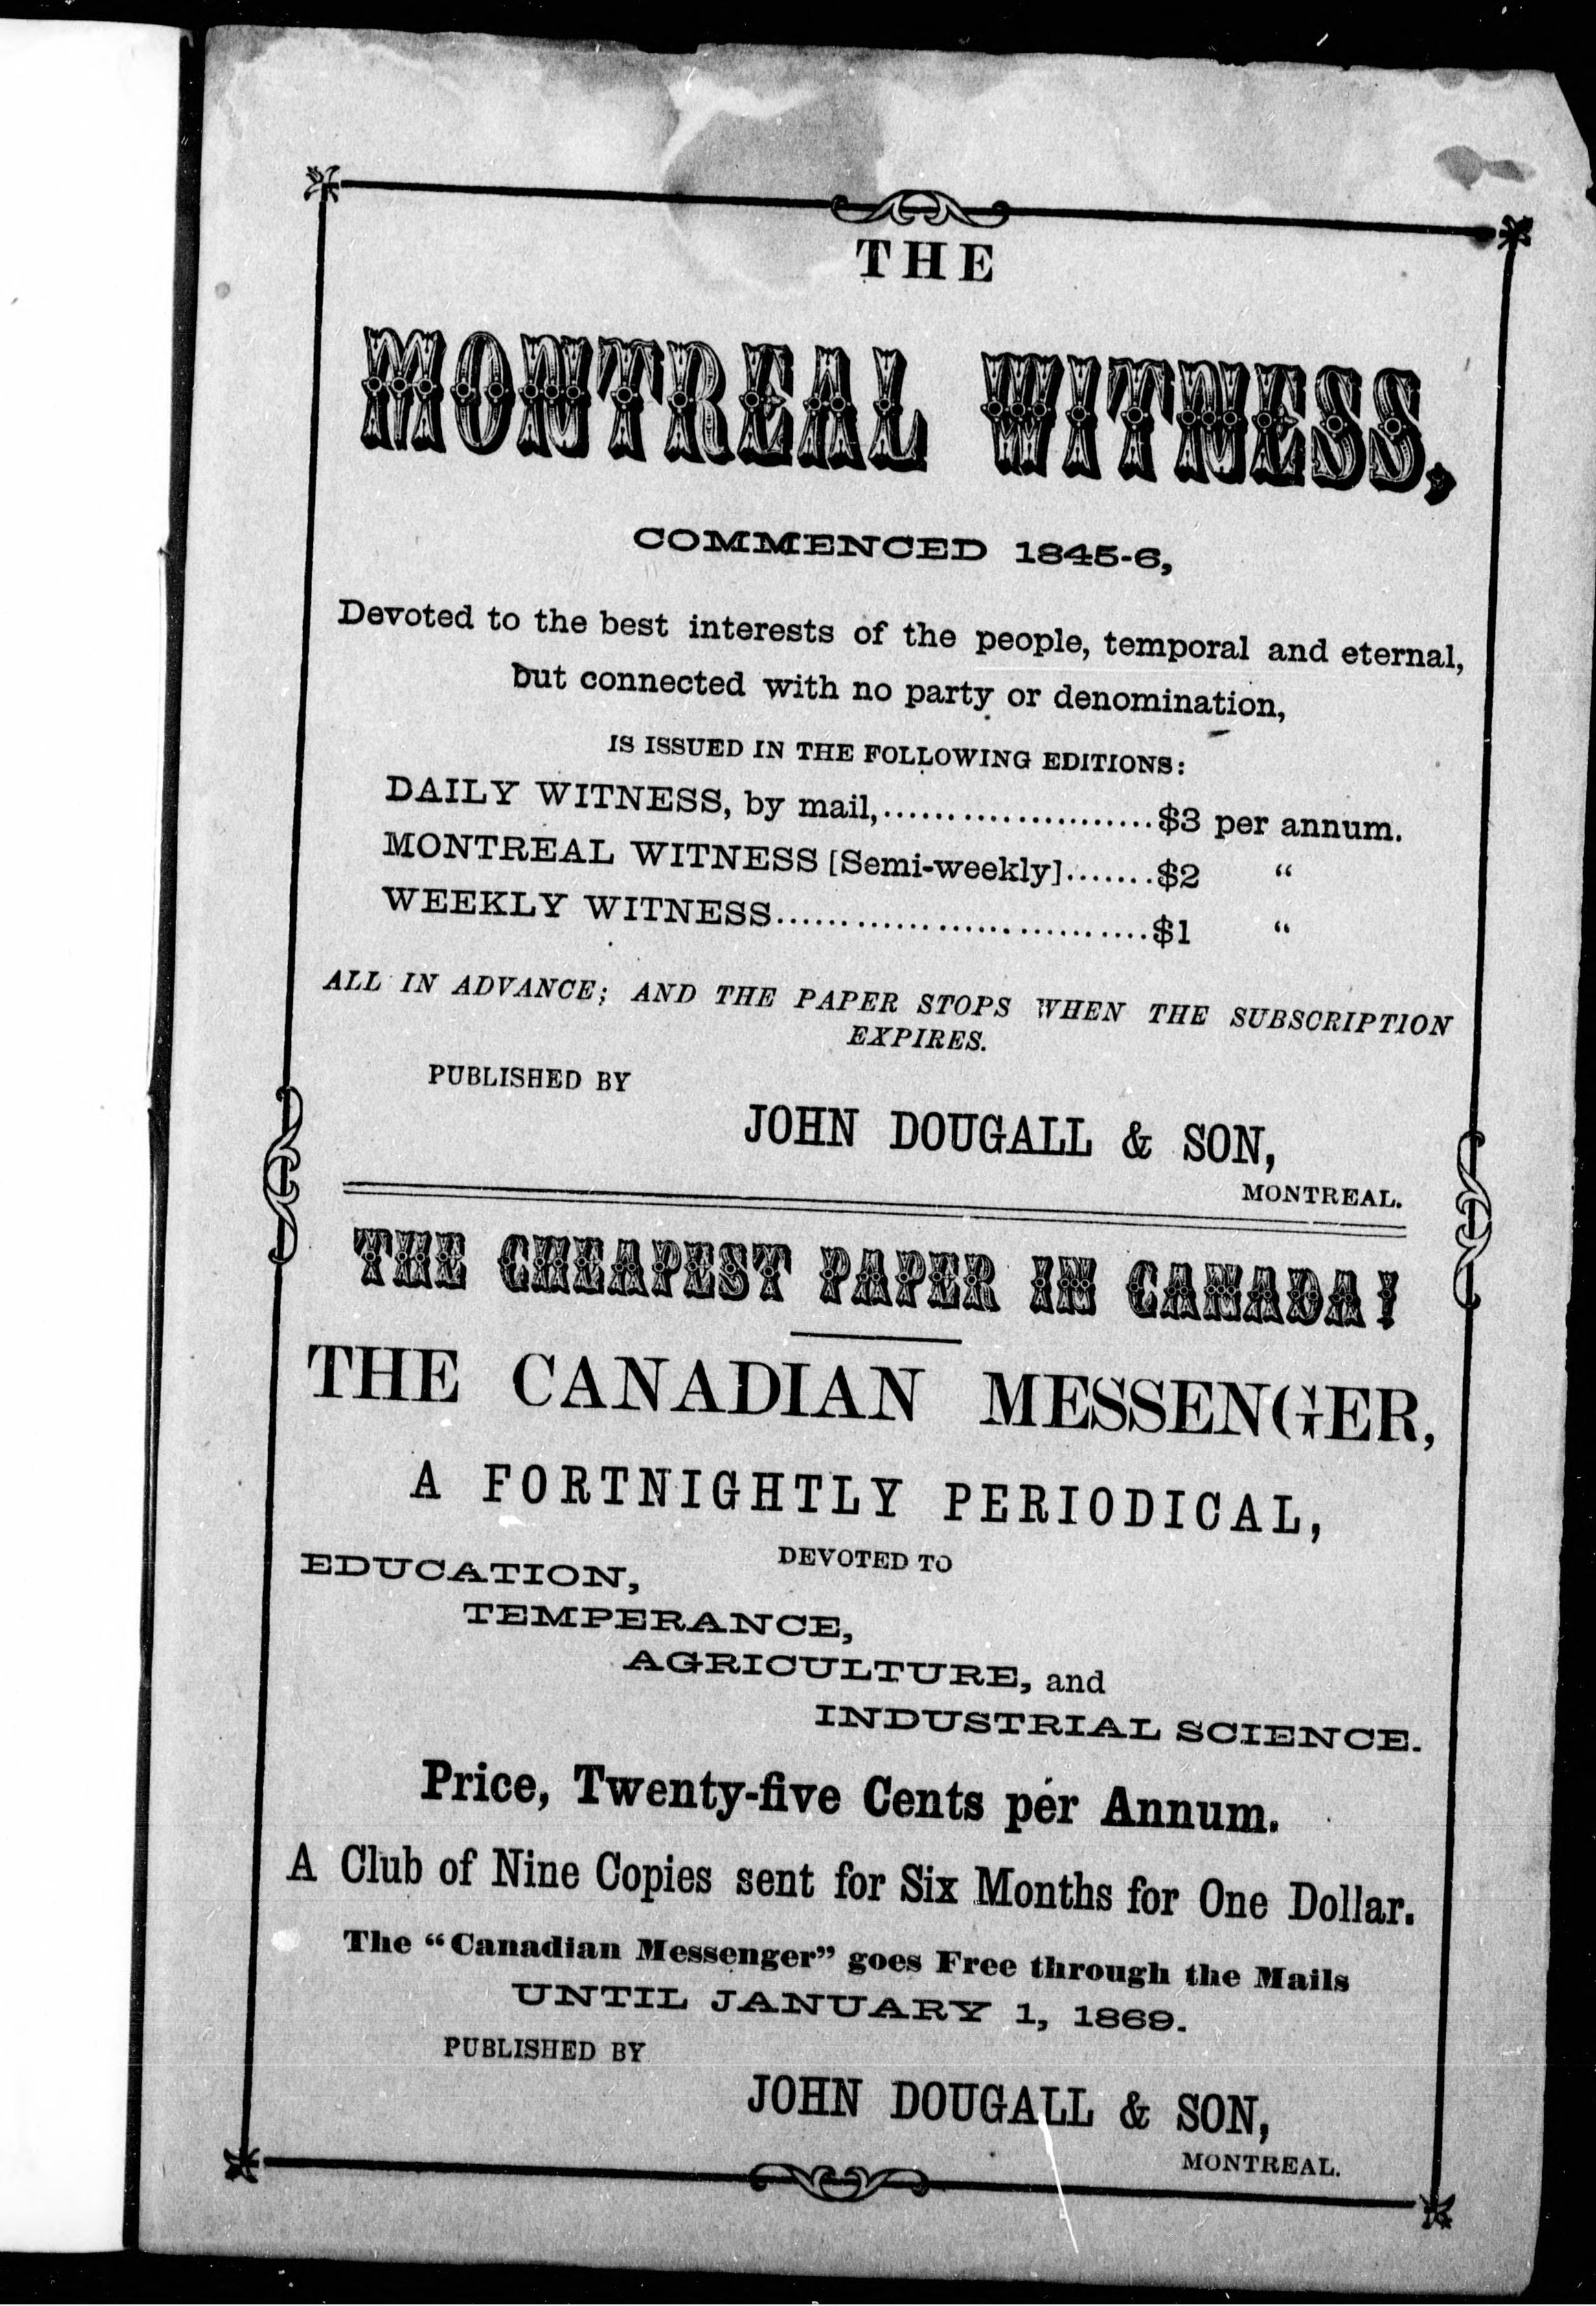 THE
MONTREAL WITNESS,
COMMENCED 1845-6,
Devoted to the best interests of the people, temporal and eternal,
but connected with no party or denomination,
IS ISSUED IN THE FOLLOWING EDITIONS:
DAILY WITNESS, by mail,......................$3 per annum.
MONTREAL WITNESS [Semi-weekly].......$2 “
WEEKLY WITNESS..............................$1 “
ALL IN ADVANCE; AND THE PAPER STOPS WHEN THE SUBSCRIPTION
EXPIRES.
PUBLISHED BY
JOHN DOUGALL & SON,
MONTREAL.
THE CHEAPEST PAPER IN CANADA!
THE CANADIAN MESSENGER,
A FORTNIGHTLY PERIODICAL,
DEVOTED TO
EDUCATION,
TEMPERANCE,
AGRICULTURE, and
INDUSTRIAL SCIENCE.
Price, Twenty-five Cents per Annum.
A Club of Nine Copies sent for Six Months for One Dollar.
The “Canadian Messenger” goes Free through the Mails
UNTIL JANUARY 1, 1869.
PUBLISHED BY
JOHN DOUGALL & SON,
MONTREAL.